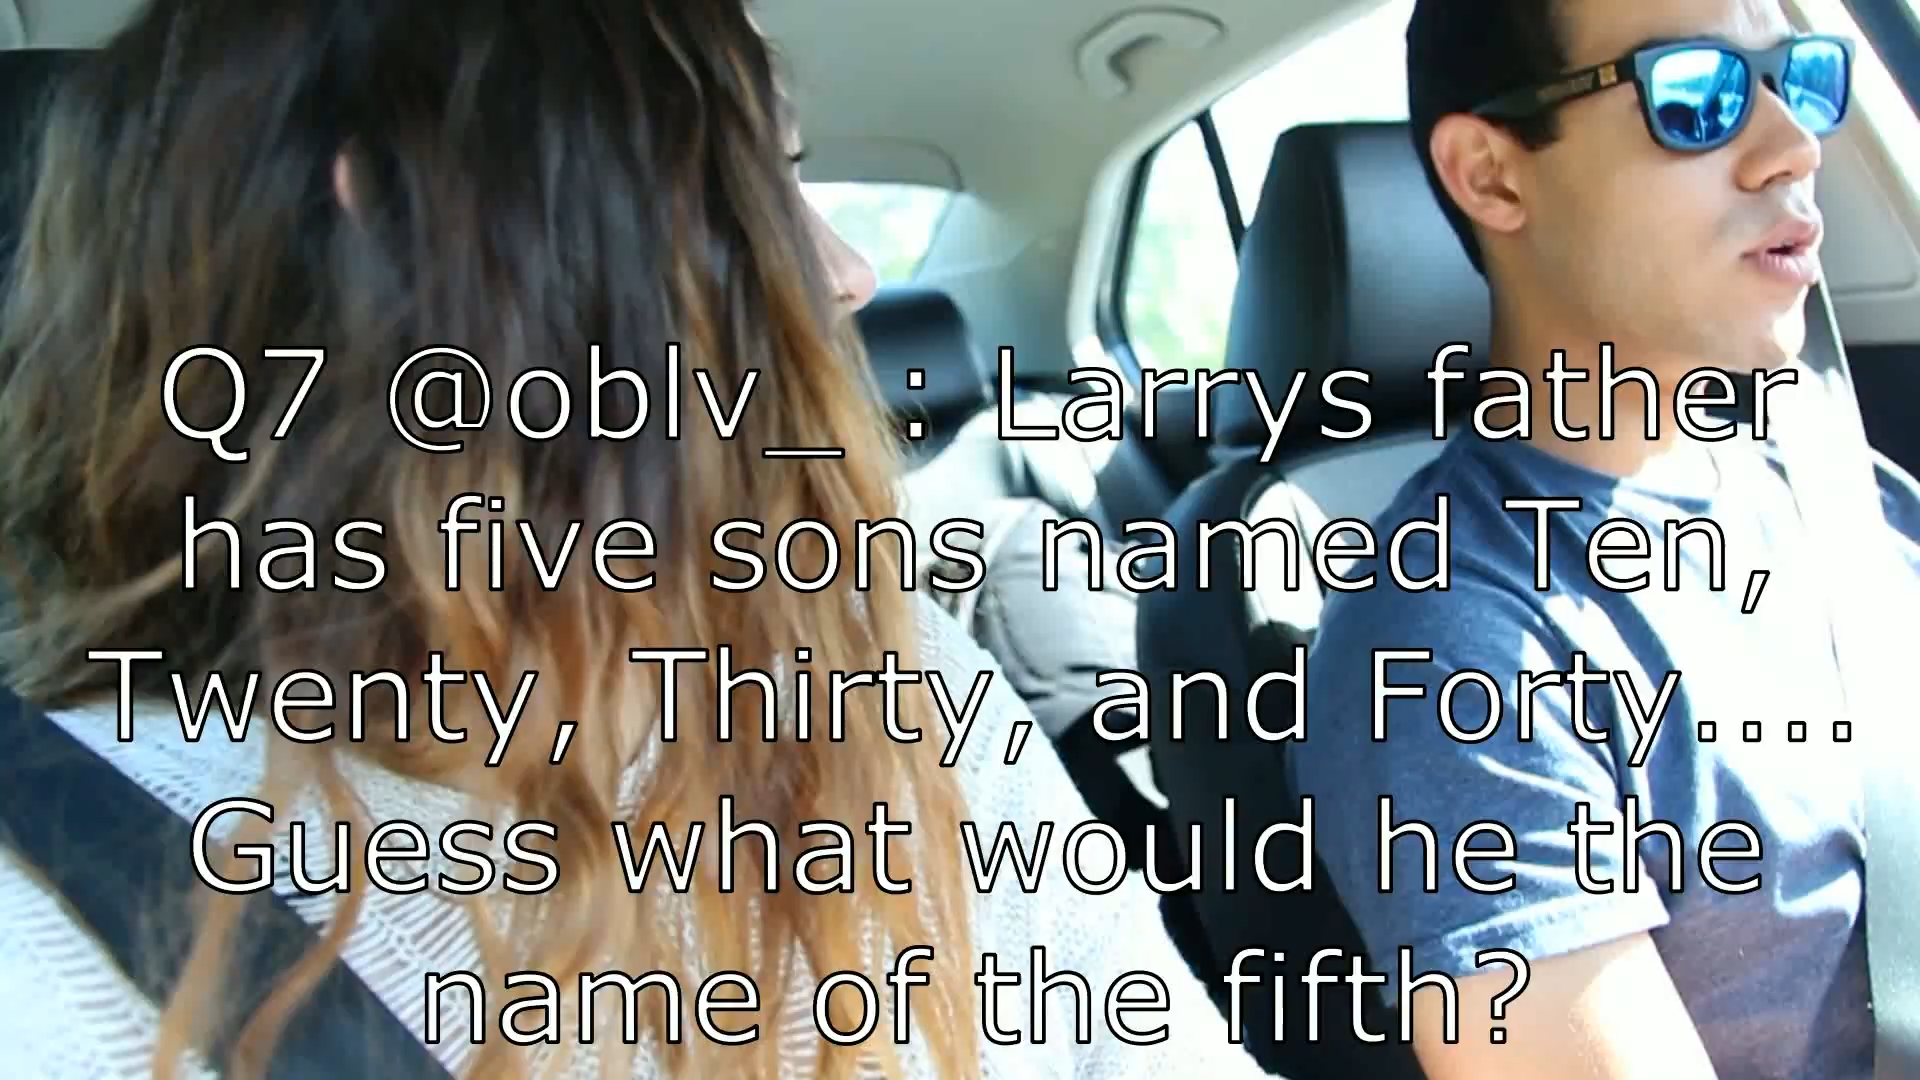 Q7 @oblv_ : Larrys father
has five sons named Ten,
Twenty, Thirty, and Forty....
Guess what would he the
name of the fifth?